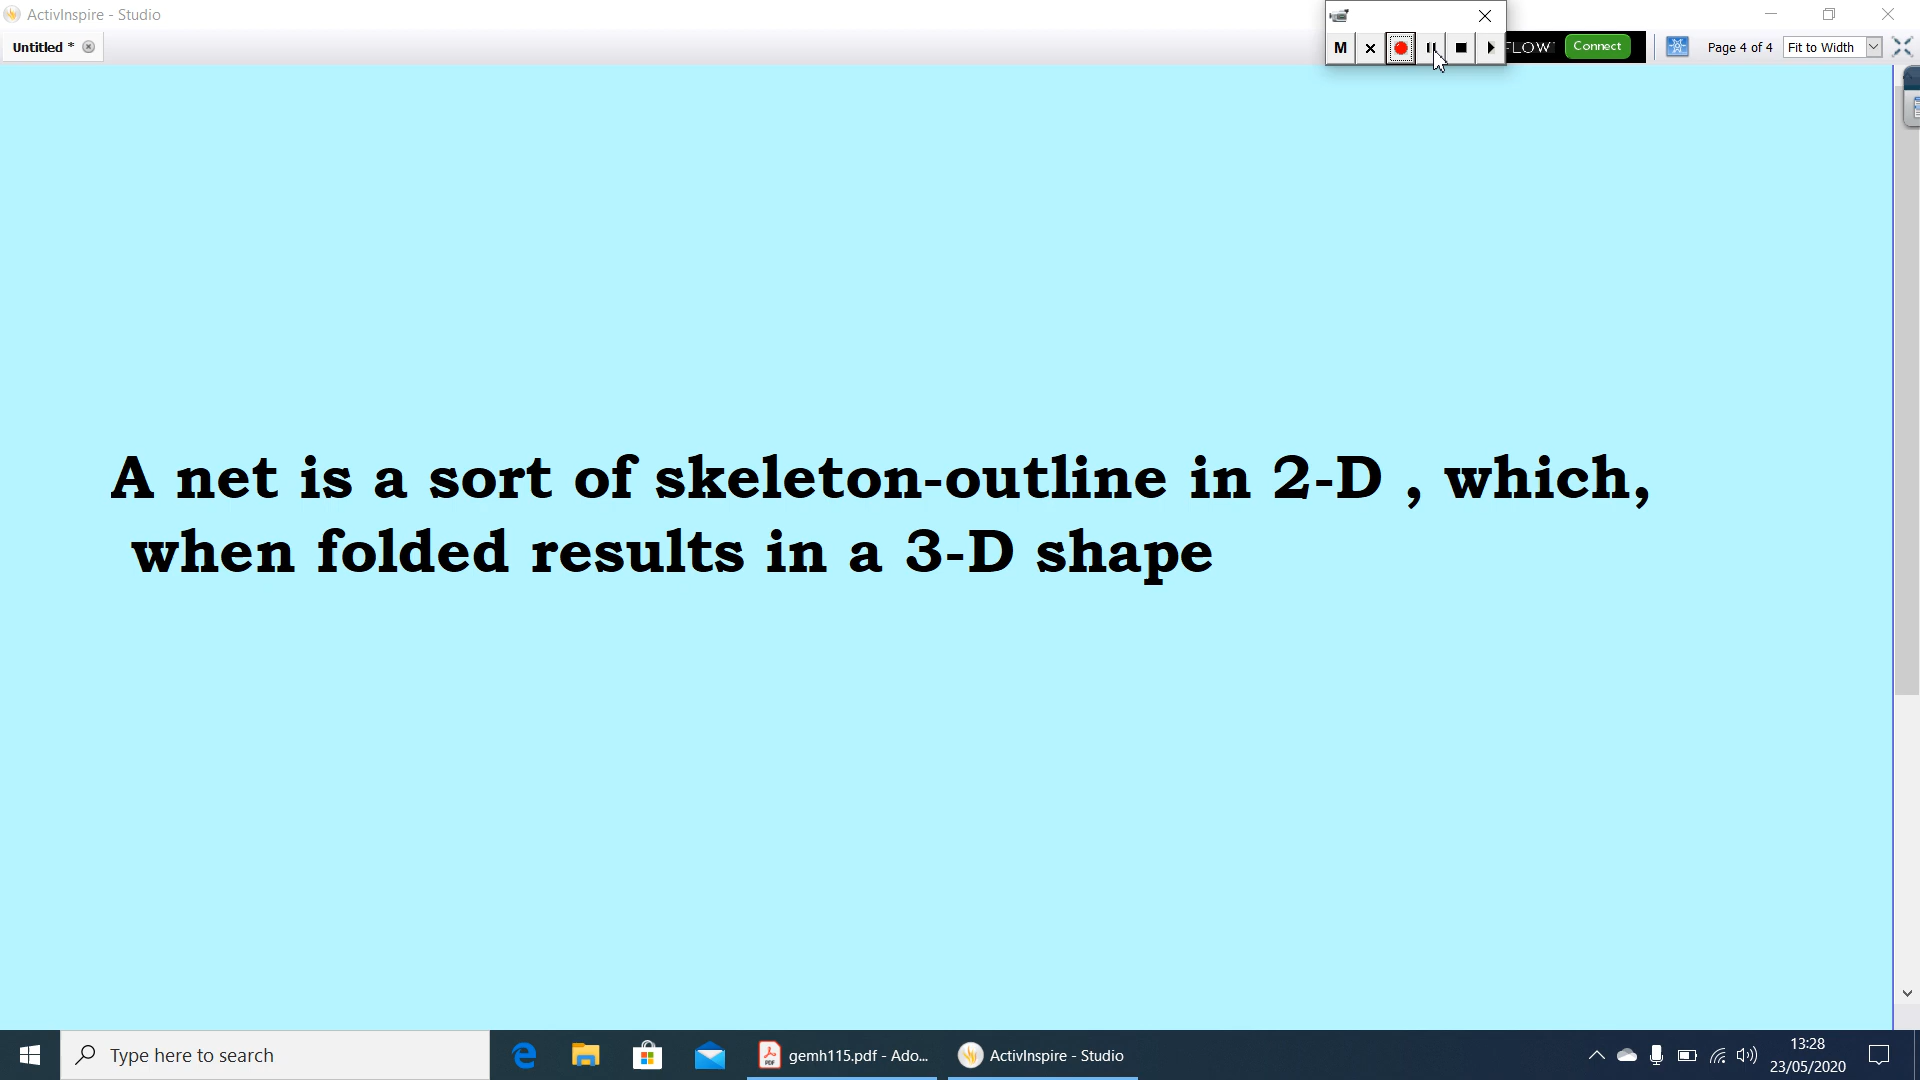 ActivInspire - Studio
Untitled *
M
FLOW!
Connect
Page 4 of 4
Fit to Width
A net is a sort of skeleton-outline in 2-D , which,
when folded results in a 3-D shape
Type here to search
gemh115.pdf - Ado...
ActivInspire - Studio
13:28
23/05/2020